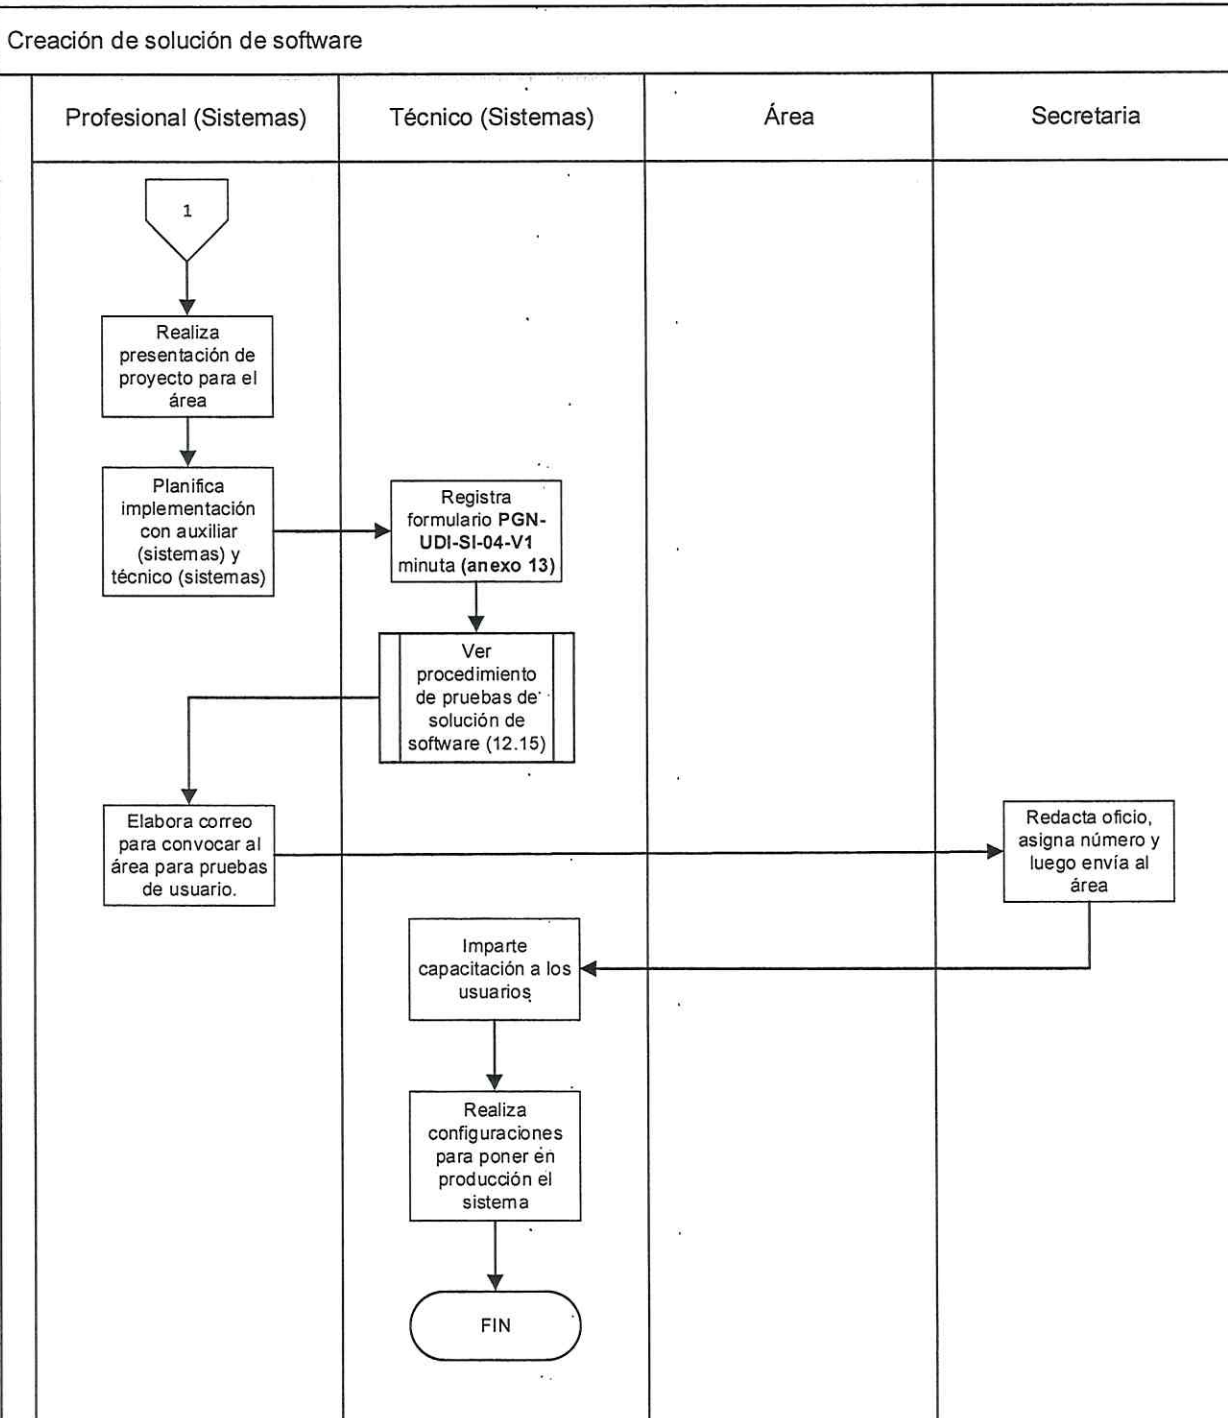 Creación de solución de software
Profesional (Sistemas)
Técnico (Sistemas)
Área
Secretaria
1
Realiza
presentación de
proyecto para el
área
Planifica
implementación
con auxiliar
(sistemas) y
técnico (sistemas)
Registra
formulario PGN-
UDI-SI-04-V1
minuta (anexo 13)
Ver
procedimiento
de pruebas de
solución de
software (12.15)
Elabora correo
para convocar al
área para pruebas
de usuario.
Redacta oficio,
asigna número y
luego envía al
área
Imparte
capacitación a los
usuarios
Realiza
configuraciones
para poner en
producción el
sistema
FIN